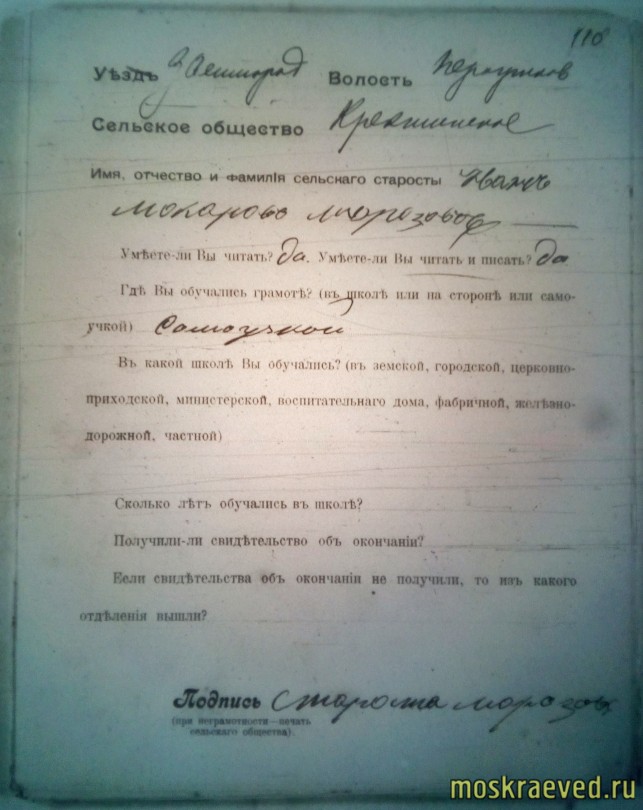 110
Уѣздъ Звенигород Волость Перхушков
Сельское общество Крекшинское
Имя, отчество и фамилія сельскаго старосты Иванъ
Макарово Морозовъ
Умѣете-ли Вы читать? да. Умѣете-ли Вы читать и писать? да
Гдѣ Вы обучались грамотѣ? (въ школѣ или на сторонѣ или само-
учкой) Самоучкой
Въ какой школѣ Вы обучались? (въ земской, городской, церковно-
приходской, министерской, воспитательнаго дома, фабричной, желѣзно-
дорожной, частной)
Сколько лѣтъ обучались въ школѣ?
Получили-ли свидѣтельство объ окончаніи?
Если свидѣтельства объ окончаніи не получили, то изъ какого
отдѣленія вышли?
Подпись Староста Морозовъ
(при неграмотности—печать
сельскаго общества).
moskraeved.ru